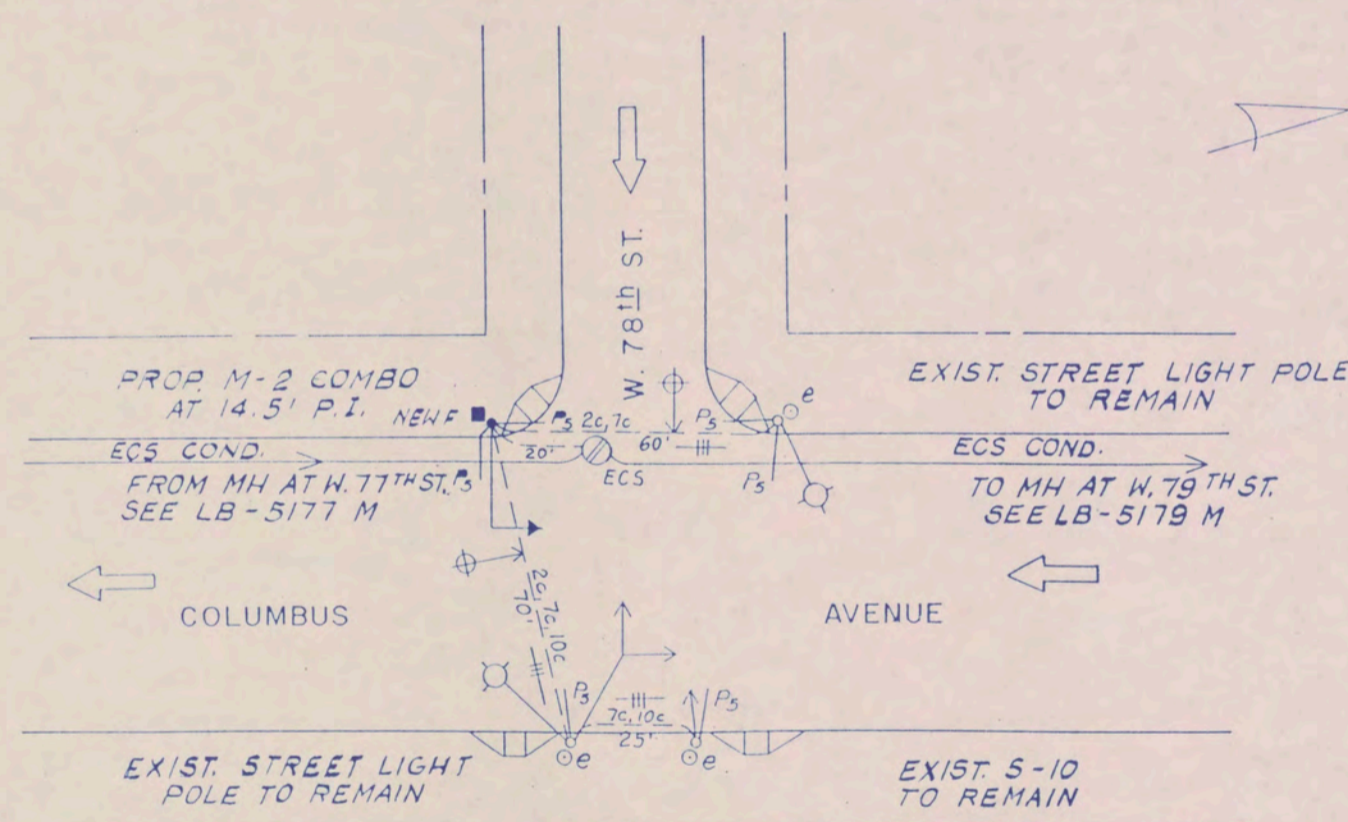 W. 78th ST.
PROP. M-2 COMBO
AT 14.5' P.I.
NEW F
EXIST. STREET LIGHT POLE
TO REMAIN
e
P5 2c, 7c P5
20'
60'
ECS COND.
ECS COND.
ECS
FROM MH AT W. 77TH ST.
SEE LB-5177 M
P5
P5
TO MH AT W. 79TH ST.
SEE LB-5179 M
COLUMBUS
AVENUE
2c, 7c, 10c
70'
P5
P5
7c, 10c
25'
e
e
EXIST. STREET LIGHT
POLE TO REMAIN
EXIST. S-10
TO REMAIN